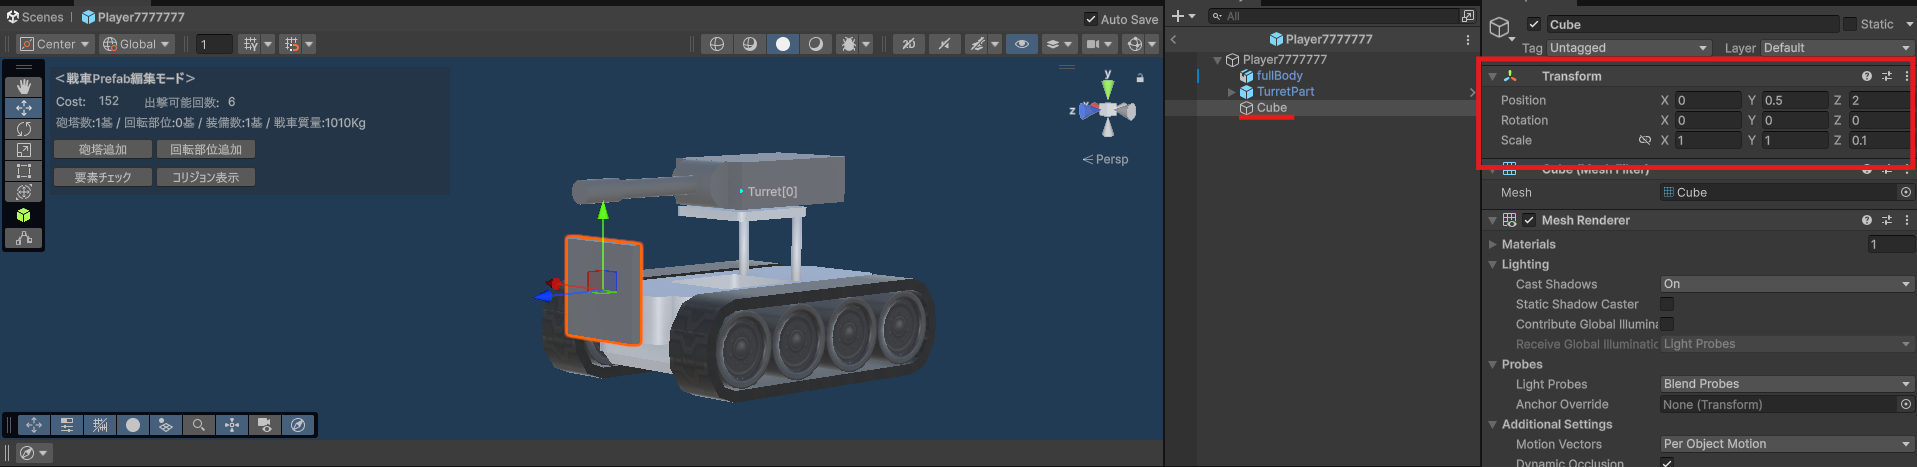 Scenes | Player7777777
Auto Save
Center Global 1
2D
<戦車Prefab編集モード>
Cost: 152 出撃可能回数: 6
砲塔数:1基 / 回転部位:0基 / 装備数:1基 / 戦車質量:1010Kg
砲塔追加 回転部位追加
要素チェック コリジョン表示
y
z
Persp
Turret[0]
All
Player7777777
Player7777777
fullBody
TurretPart
Cube
Cube Static
Tag Untagged Layer Default
Transform
Position X 0 Y 0.5 Z 2
Rotation X 0 Y 0 Z 0
Scale X 1 Y 1 Z 0.1
Cube (Mesh Filter)
Mesh Cube
Mesh Renderer
Materials 1
Lighting
Cast Shadows On
Static Shadow Caster
Contribute Global Illumina
Receive Global Illuminatic Light Probes
Probes
Light Probes Blend Probes
Anchor Override None (Transform)
Additional Settings
Motion Vectors Per Object Motion
Dynamic Occlusion